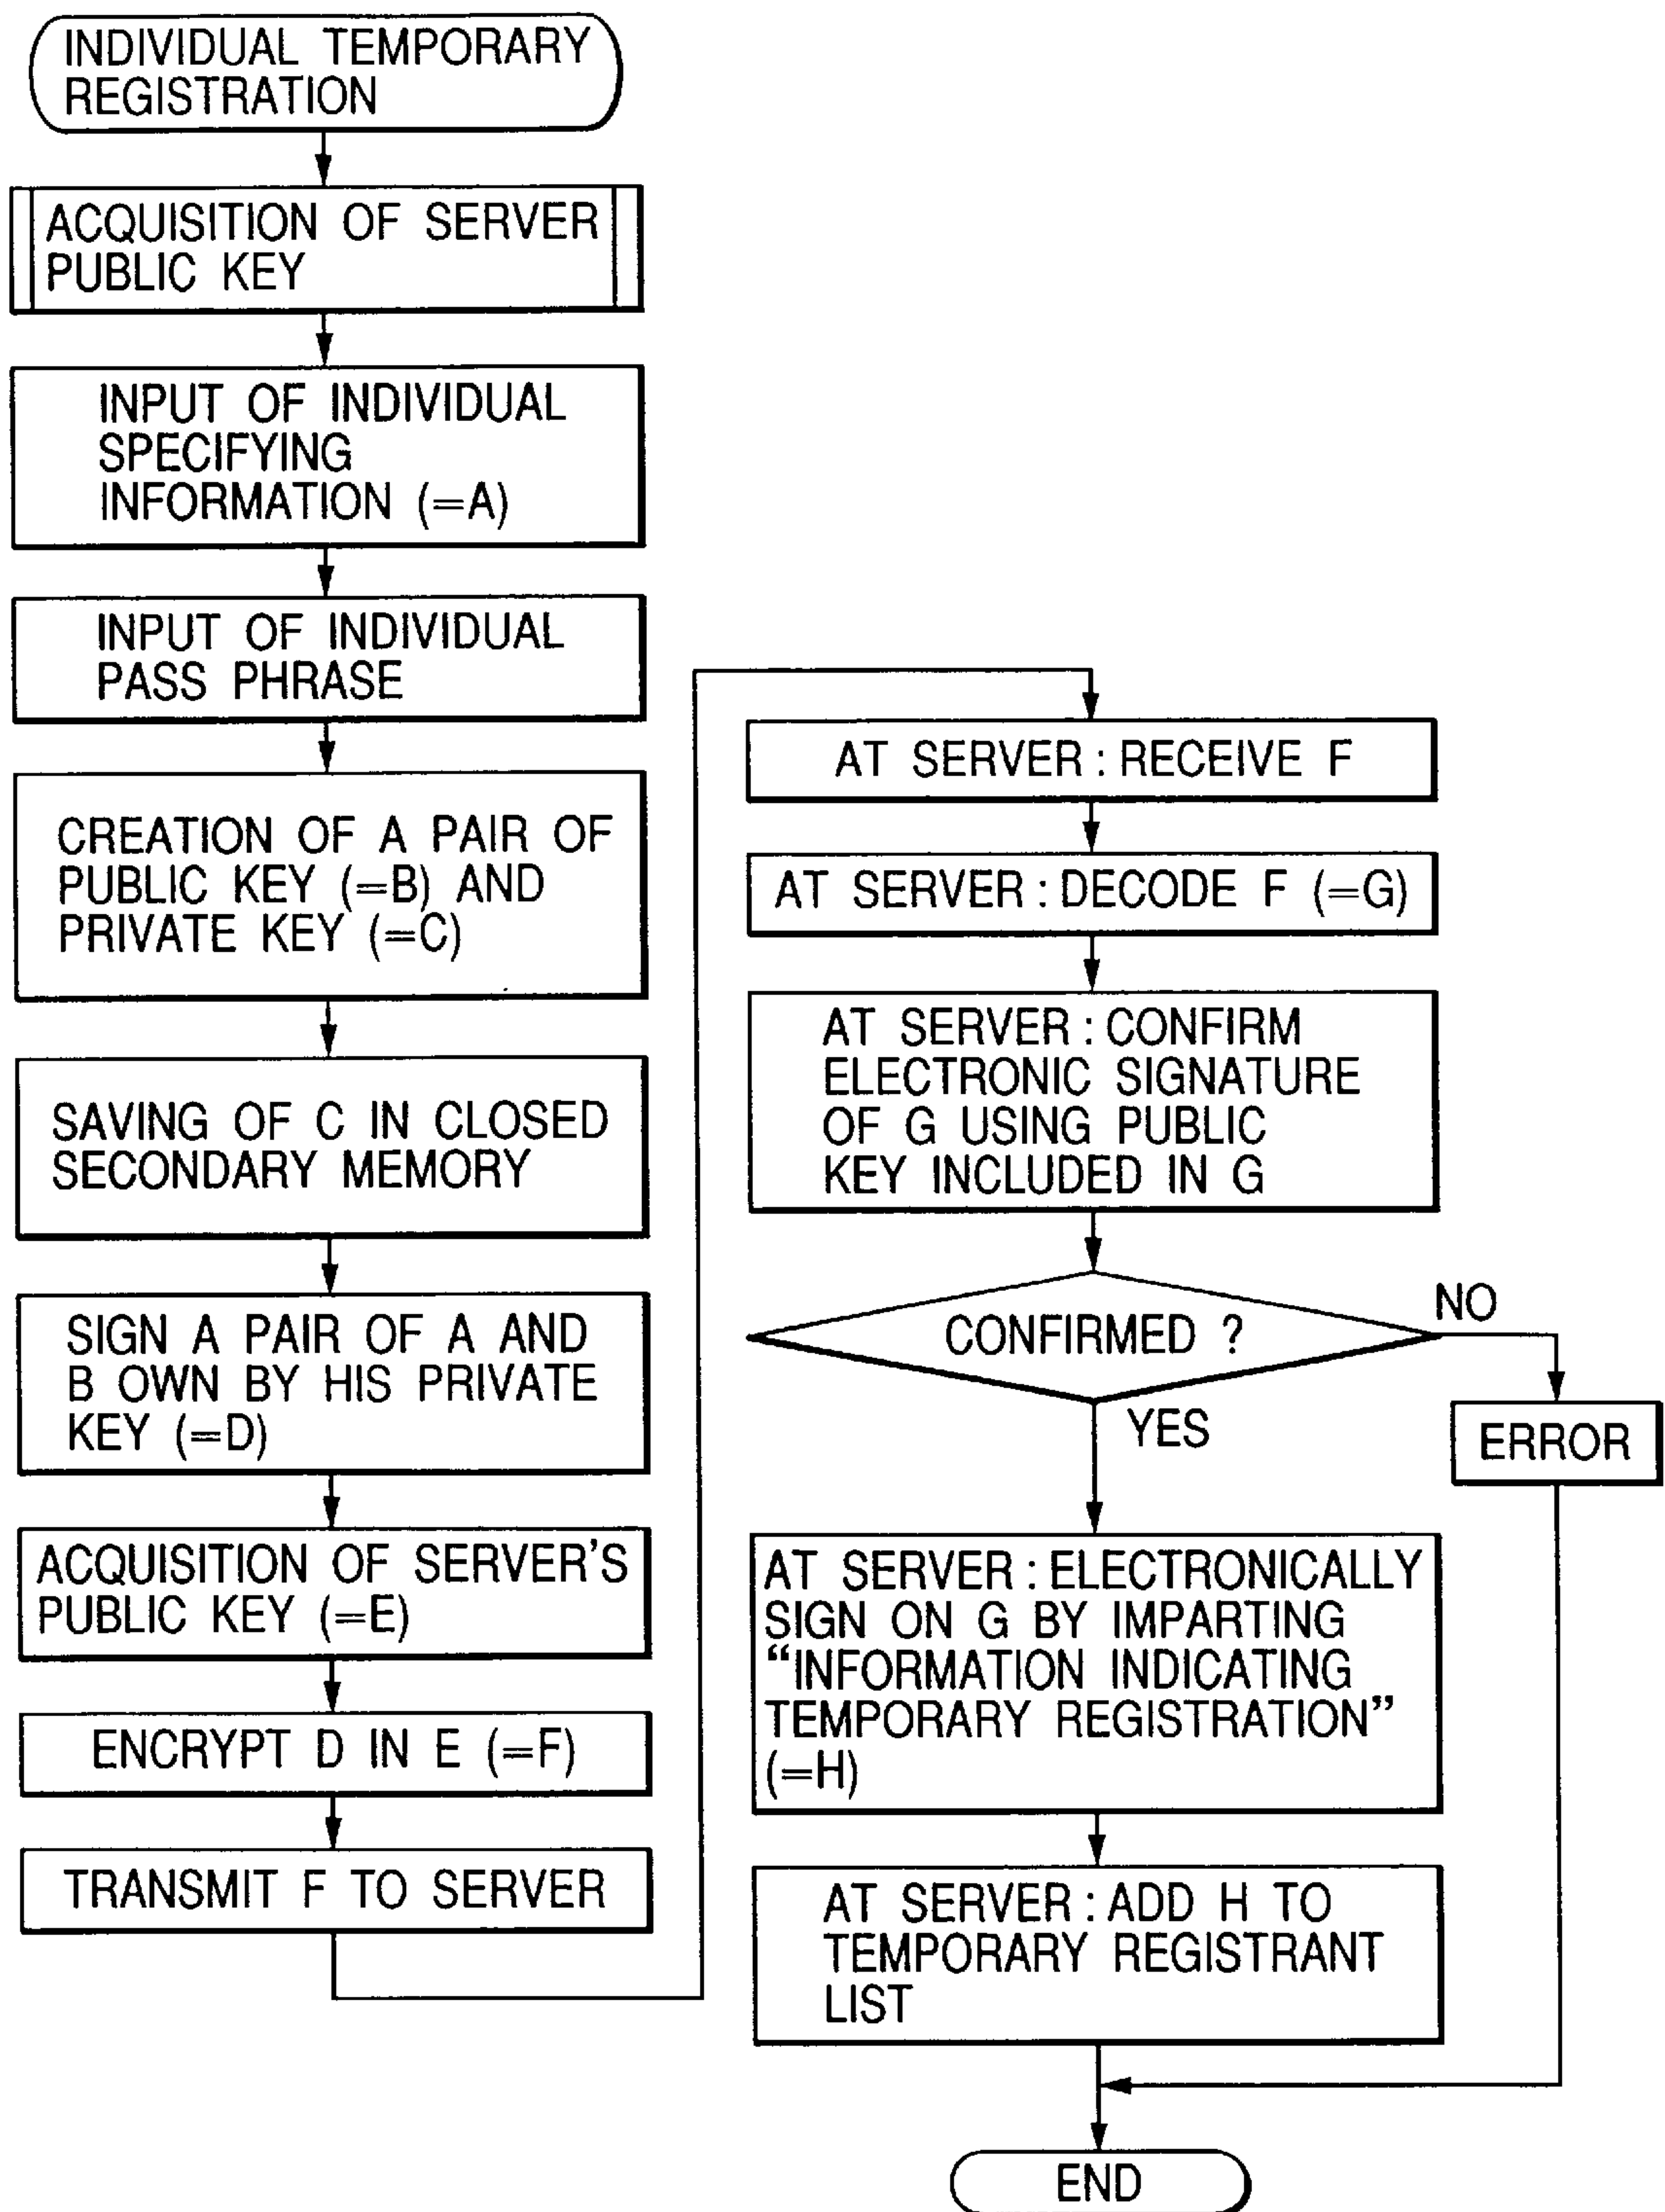 INDIVIDUAL TEMPORARY
REGISTRATION
ACQUISITION OF SERVER
PUBLIC KEY
INPUT OF INDIVIDUAL
SPECIFYING
INFORMATION (=A)
INPUT OF INDIVIDUAL
PASS PHRASE
CREATION OF A PAIR OF
PUBLIC KEY (=B) AND
PRIVATE KEY (=C)
SAVING OF C IN CLOSED
SECONDARY MEMORY
SIGN A PAIR OF A AND
B OWN BY HIS PRIVATE
KEY (=D)
ACQUISITION OF SERVER'S
PUBLIC KEY (=E)
ENCRYPT D IN E (=F)
TRANSMIT F TO SERVER
AT SERVER : RECEIVE F
AT SERVER : DECODE F (=G)
AT SERVER : CONFIRM
ELECTRONIC SIGNATURE
OF G USING PUBLIC
KEY INCLUDED IN G
CONFIRMED ?
NO
YES
ERROR
AT SERVER : ELECTRONICALLY
SIGN ON G BY IMPARTING
“INFORMATION INDICATING
TEMPORARY REGISTRATION”
(=H)
AT SERVER : ADD H TO
TEMPORARY REGISTRANT
LIST
END